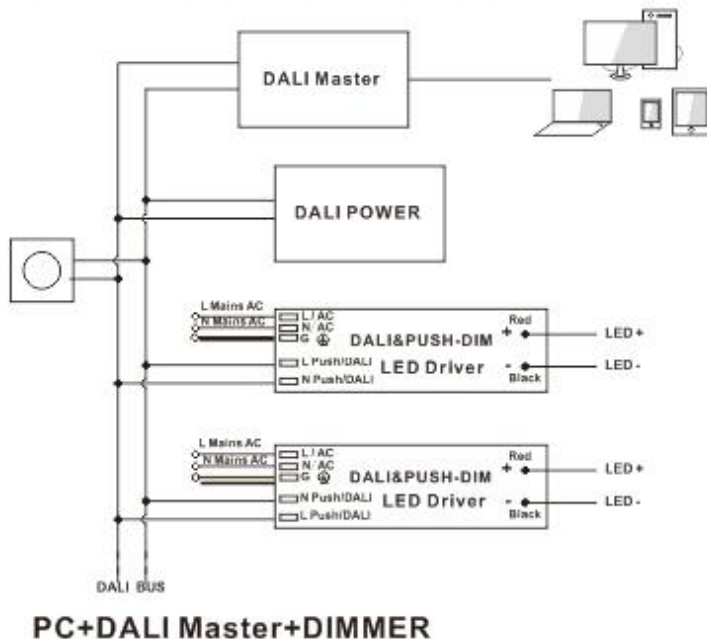 DALI Master
DALI POWER
L Mains AC
N Mains AC
L / AC
N/ AC
G
DALI&PUSH-DIM
LED Driver
L Push/DALI
N Push/DALI
Red
+
-
Black
LED +
LED -
L Mains AC
N Mains AC
L / AC
N/ AC
G
DALI&PUSH-DIM
LED Driver
N Push/DALI
L Push/DALI
Red
+
-
Black
LED +
LED -
DALI BUS
PC+DALI Master+DIMMER